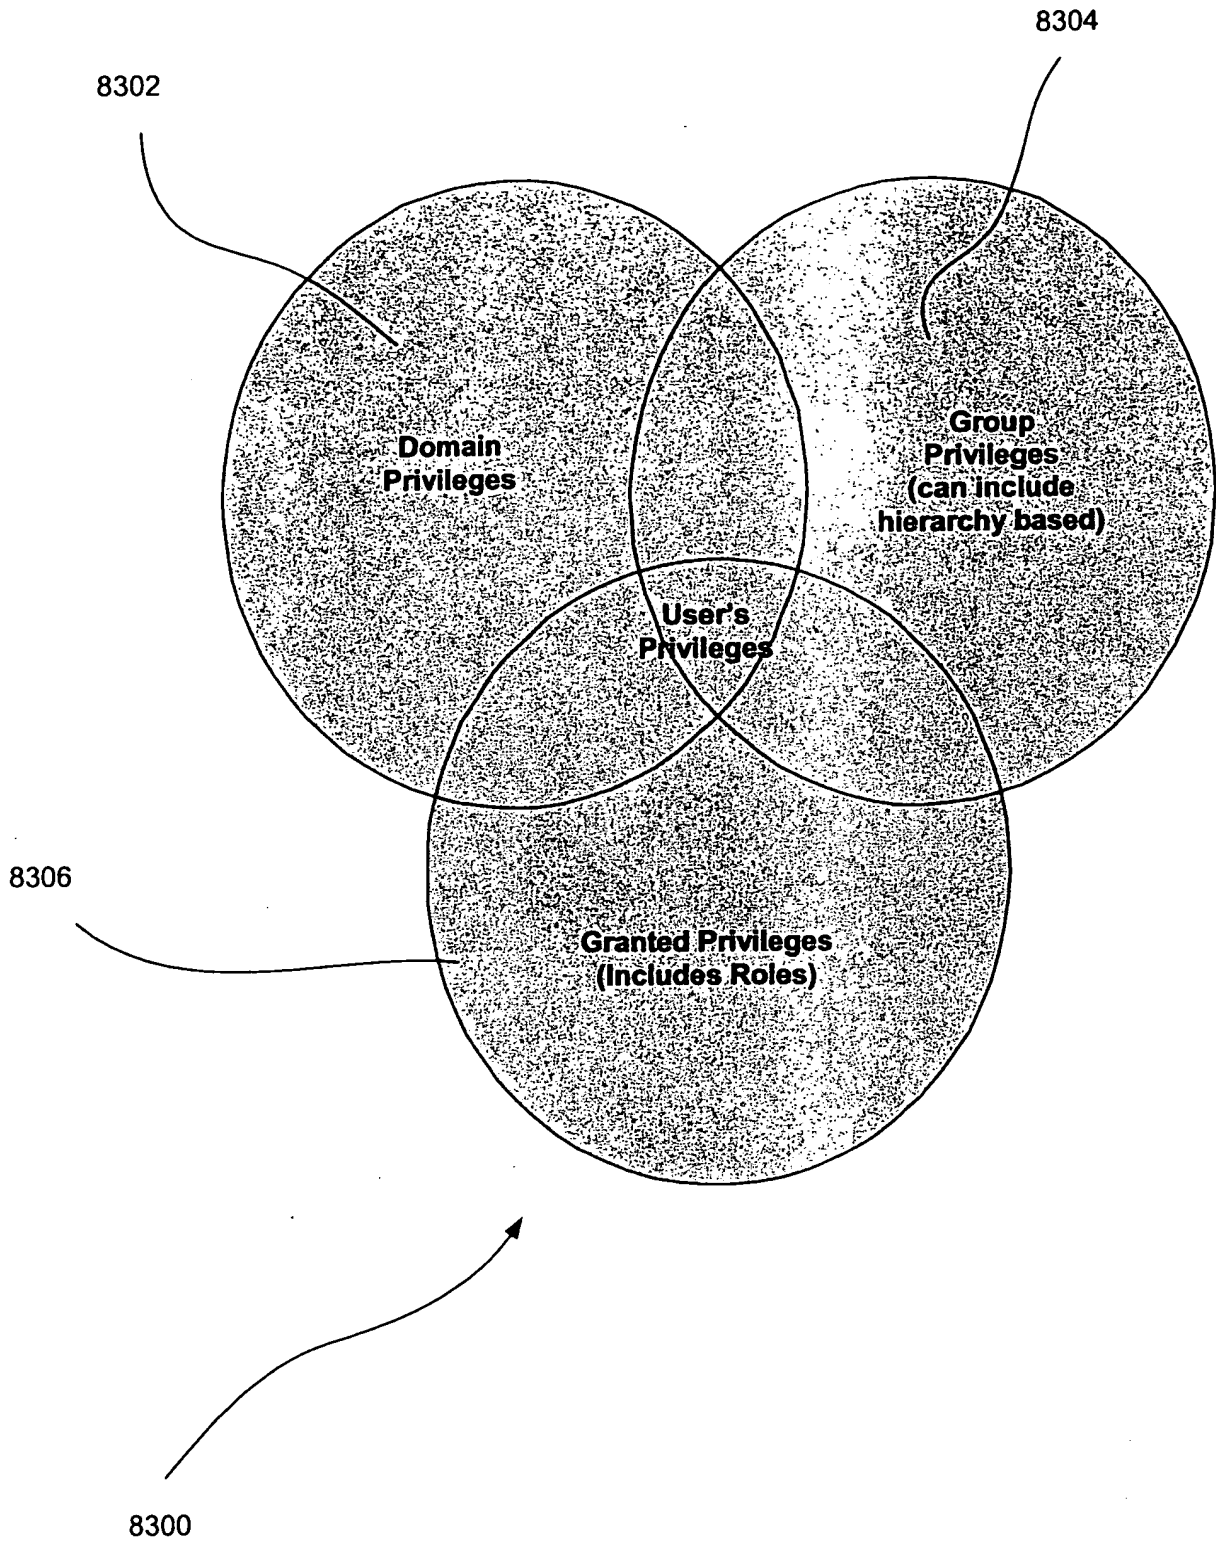 8304
8302
Group
Privileges
(can include
hierarchy based)
Domain
Privileges
User's
Privileges
8306
Granted Privileges
(Includes Roles)
8300